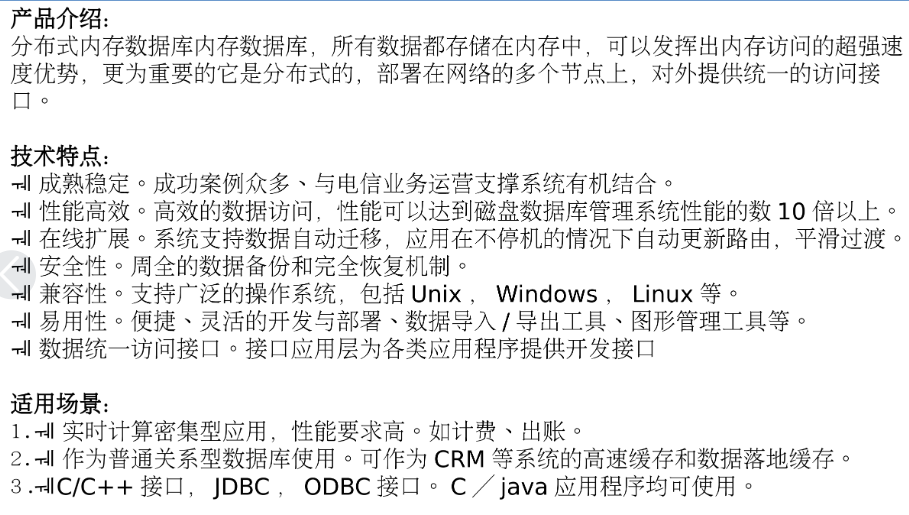 产品介绍：
分布式内存数据库内存数据库，所有数据都存储在内存中，可以发挥出内存访问的超强速
度优势，更为重要的它是分布式的，部署在网络的多个节点上，对外提供统一的访问接
口。
技术特点：
成熟稳定。成功案例众多、与电信业务运营支撑系统有机结合。
性能高效。高效的数据访问，性能可以达到磁盘数据库管理系统性能的数 10 倍以上。
在线扩展。系统支持数据自动迁移，应用在不停机的情况下自动更新路由，平滑过渡。
安全性。周全的数据备份和完全恢复机制。
兼容性。支持广泛的操作系统，包括 Unix ， Windows ， Linux 等。
易用性。便捷、灵活的开发与部署、数据导入 / 导出工具、图形管理工具等。
数据统一访问接口。接口应用层为各类应用程序提供开发接口
适用场景：
1. 实时计算密集型应用，性能要求高。如计费、出账。
2. 作为普通关系型数据库使用。可作为 CRM 等系统的高速缓存和数据落地缓存。
3. C/C++ 接口， JDBC ， ODBC 接口。 C ／ java 应用程序均可使用。